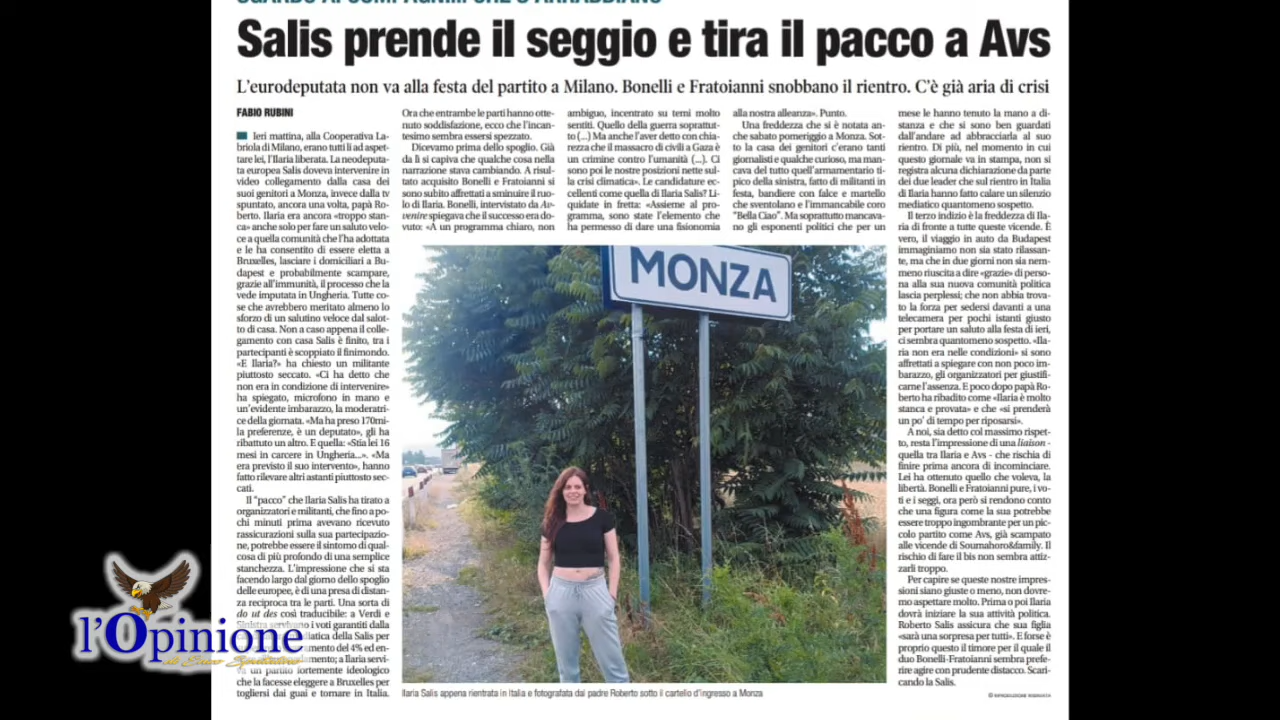 Salis prende il seggio e tira il pacco a Avs
L'eurodeputata non va alla festa del partito a Milano. Bonelli e Fratoianni snobbano il rientro. C'è già aria di crisi
FABIO RUBINI
Ieri mattina, alla Cooperativa La-
briola di Milano, erano tutti lì ad aspet-
tare lei, l'Ilaria liberata. La neodeputa-
ta europea Salis doveva intervenire in
video collegamento dalla casa dei
suoi genitori a Monza, invece dalla tv
spuntato, ancora una volta, papà Ro-
berto. Ilaria era ancora «troppo stan-
ca» anche solo per fare un saluto velo-
ce a quella comunità che l'ha adottata
e le ha consentito di essere eletta a
Bruxelles, lasciare i domiciliari a Bu-
dapest e probabilmente scampare,
grazie all'immunità, il processo che la
vede imputata in Ungheria. Tutte co-
se che avrebbero meritato almeno lo
sforzo di un salutino veloce dal salot-
to di casa. Non a caso appena il colle-
gamento con casa Salis è finito, tra i
partecipanti è scoppiato il finimondo.
«E Ilaria?» ha chiesto un militante
piuttosto seccato. «Ci ha detto che
non era in condizione di intervenire»
ha spiegato, microfono in mano e
un'evidente imbarazzo, la moderatri-
ce della giornata. «Ma ha preso 170mi-
la preferenze, è un deputato», gli ha
ribattuto un altro. E quella: «Stia lei 16
mesi in carcere in Ungheria...». «Ma
era previsto il suo intervento», hanno
fatto rilevare altri astanti piuttosto sec-
cati.
Il "pacco" che Ilaria Salis ha tirato a
organizzatori e militanti, che fino a po-
chi minuti prima avevano ricevuto
rassicurazioni sulla sua partecipazio-
ne, potrebbe essere il sintomo di qual-
cosa di più profondo di una semplice
stanchezza. L'impressione che si sta
facendo largo dal giorno dello spoglio
delle europee, è di una presa di distan-
za reciproca tra le parti. Una sorta di
do ut des così traducibile: a Verdi e
Sinistra servivano i voti garantiti dalla
diatica della Salis per
amento del 4% ed en-
lamento; a Ilaria servi-
va un partito fortemente ideologico
che la facesse eleggere a Bruxelles per
togliersi dai guai e tornare in Italia.
Ora che entrambe le parti hanno otte-
nuto soddisfazione, ecco che l'incan-
tesimo sembra essersi spezzato.
Dicevamo prima dello spoglio. Già
da lì si capiva che qualche cosa nella
narrazione stava cambiando. A risul-
tato acquisito Bonelli e Fratoianni si
sono subito affrettati a sminuire il ruo-
lo di Ilaria. Bonelli, intervistato da Av-
venire spiegava che il successo era do-
vuto: «A un programma chiaro, non
ambiguo, incentrato su temi molto
sentiti. Quello della guerra soprattut-
to (...) Ma anche l'aver detto con chia-
rezza che il massacro di civili a Gaza è
un crimine contro l'umanità (...). Ci
sono poi le nostre posizioni nette sul-
la crisi climatica». Le candidature ec-
cellenti come quella di Ilaria Salis? Li-
quidate in fretta: «Assieme al pro-
gramma, sono state l'elemento che
ha permesso di dare una fisionomia
alla nostra alleanza». Punto.
Una freddezza che si è notata an-
che sabato pomeriggio a Monza. Sot-
to la casa dei genitori c'erano tanti
giornalisti e qualche curioso, ma man-
cava del tutto quell'armamentario ti-
pico della sinistra, fatto di militanti in
festa, bandiere con falce e martello
che sventolano e l'immancabile coro
"Bella Ciao". Ma soprattutto mancava-
no gli esponenti politici che per un
mese le hanno tenuto la mano a di-
stanza e che si sono ben guardati
dall'andare ad abbracciarla al suo
rientro. Di più, nel momento in cui
questo giornale va in stampa, non si
registra alcuna dichiarazione da parte
dei due leader che sul rientro in Italia
di Ilaria hanno fatto calare un silenzio
mediatico quantomeno sospetto.
Il terzo indizio è la freddezza di Ila-
ria di fronte a tutte queste vicende. È
vero, il viaggio in auto da Budapest
immaginiamo non sia stato rilassan-
te, ma che in due giorni non sia nem-
meno riuscita a dire «grazie» di perso-
na alla sua nuova comunità politica
lascia perplessi; che non abbia trova-
to la forza per sedersi davanti a una
telecamera per pochi istanti giusto
per portare un saluto alla festa di ieri,
ci sembra quantomeno sospetto. «Ila-
ria non era nelle condizioni» si sono
affrettati a spiegare con non poco im-
barazzo, gli organizzatori per giustifi-
carne l'assenza. E poco dopo papà Ro-
berto ha ribadito come «Ilaria è molto
stanca e provata» e che «si prenderà
un po' di tempo per riposarsi».
A noi, sia detto col massimo rispet-
to, resta l'impressione di una liaison -
quella tra Ilaria e Avs - che rischia di
finire prima ancora di incominciare.
Lei ha ottenuto quello che voleva, la
libertà. Bonelli e Fratoianni pure, i vo-
ti e i seggi, ora però si rendono conto
che una figura come la sua potrebbe
essere troppo ingombrante per un pic-
colo partito come Avs, già scampato
alle vicende di Soumahoro&family. Il
rischio di fare il bis non sembra attiz-
zarli troppo.
Per capire se queste nostre impres-
sioni siano giuste o meno, non dovre-
mo aspettare molto. Prima o poi Ilaria
dovrà iniziare la sua attività politica.
Roberto Salis assicura che sua figlia
«sarà una sorpresa per tutti». E forse è
proprio questo il timore per il quale il
duo Bonelli-Fratoianni sembra prefe-
rire agire con prudente distacco. Scari-
cando la Salis.
© RIPRODUZIONE RISERVATA
MONZA
Ilaria Salis appena rientrata in Italia e fotografata dal padre Roberto sotto il cartello d'ingresso a Monza
l'Opinione